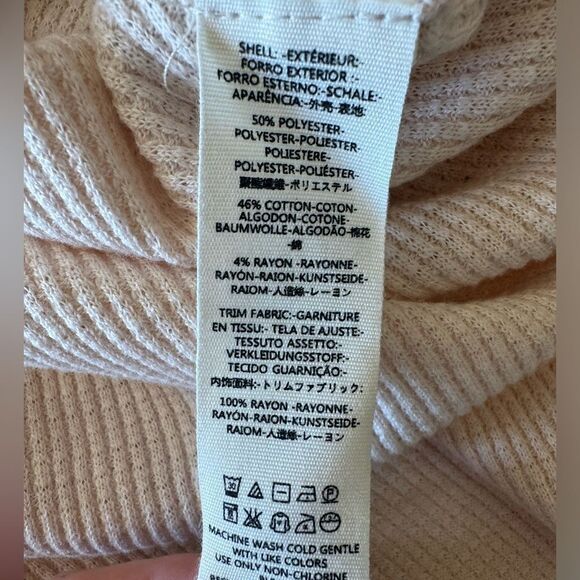 SHELL: -EXTÉRIEUR:-
FORRO EXTERIOR :-
FORRO ESTERNO:-SCHALE:-
APARÊNCIA:-外壳-表地:
50% POLYESTER-
POLYESTER-POLIESTER-
POLIESTERE-
POLYESTER-POLIÉSTER-
聚酯纖維-ポリエステル
46% COTTON-COTON-
ALGODON-COTONE-
BAUMWOLLE-ALGODÃO-棉花
-綿
4% RAYON -RAYONNE-
RAYÓN-RAION-KUNSTSEIDE-
RAIOM-人造絲-レーヨン
TRIM FABRIC:-GARNITURE
EN TISSU:- TELA DE AJUSTE:-
TESSUTO ASSETTO:-
VERKLEIDUNGSSTOFF:-
TECIDO GUARNIÇÃO:-
内饰面料:-トリムファブリック:
100% RAYON -RAYONNE-
RAYÓN-RAION-KUNSTSEIDE-
RAIOM-人造絲-レーヨン
30
MACHINE WASH COLD GENTLE
WITH LIKE COLORS
USE ONLY NON-CHLORINE